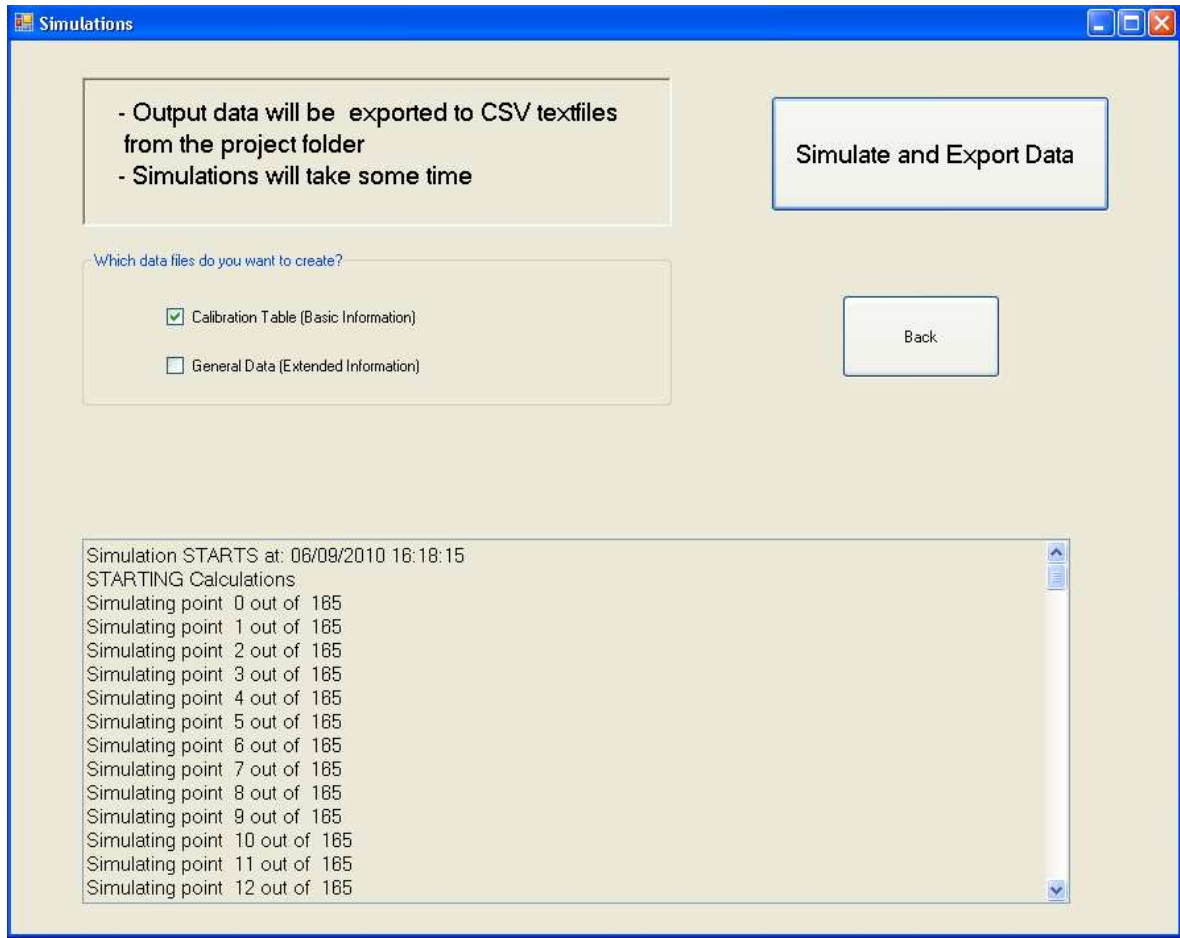 Simulations
- Output data will be exported to CSV textfiles
from the project folder
- Simulations will take some time
Simulate and Export Data
Which data files do you want to create?
Calibration Table (Basic Information)
General Data (Extended Information)
Back
Simulation STARTS at: 06/09/2010 16:18:15
STARTING Calculations
Simulating point 0 out of 165
Simulating point 1 out of 165
Simulating point 2 out of 165
Simulating point 3 out of 165
Simulating point 4 out of 165
Simulating point 5 out of 165
Simulating point 6 out of 165
Simulating point 7 out of 165
Simulating point 8 out of 165
Simulating point 9 out of 165
Simulating point 10 out of 165
Simulating point 11 out of 165
Simulating point 12 out of 165